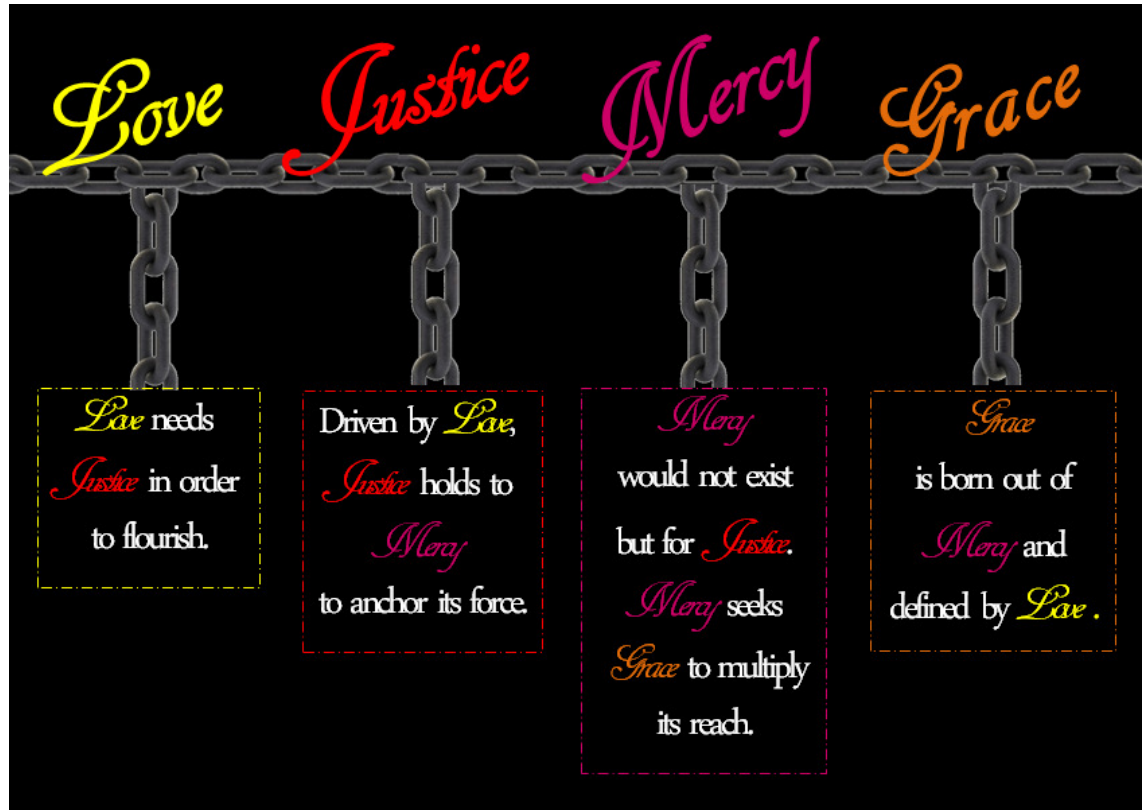 Love Justice Mercy Grace
Love needs
Justice in order
to flourish.
Driven by Love,
Justice holds to
Mercy
to anchor its force.
Mercy
would not exist
but for Justice.
Mercy seeks
Grace to multiply
its reach.
Grace
is born out of
Mercy and
defined by Love .